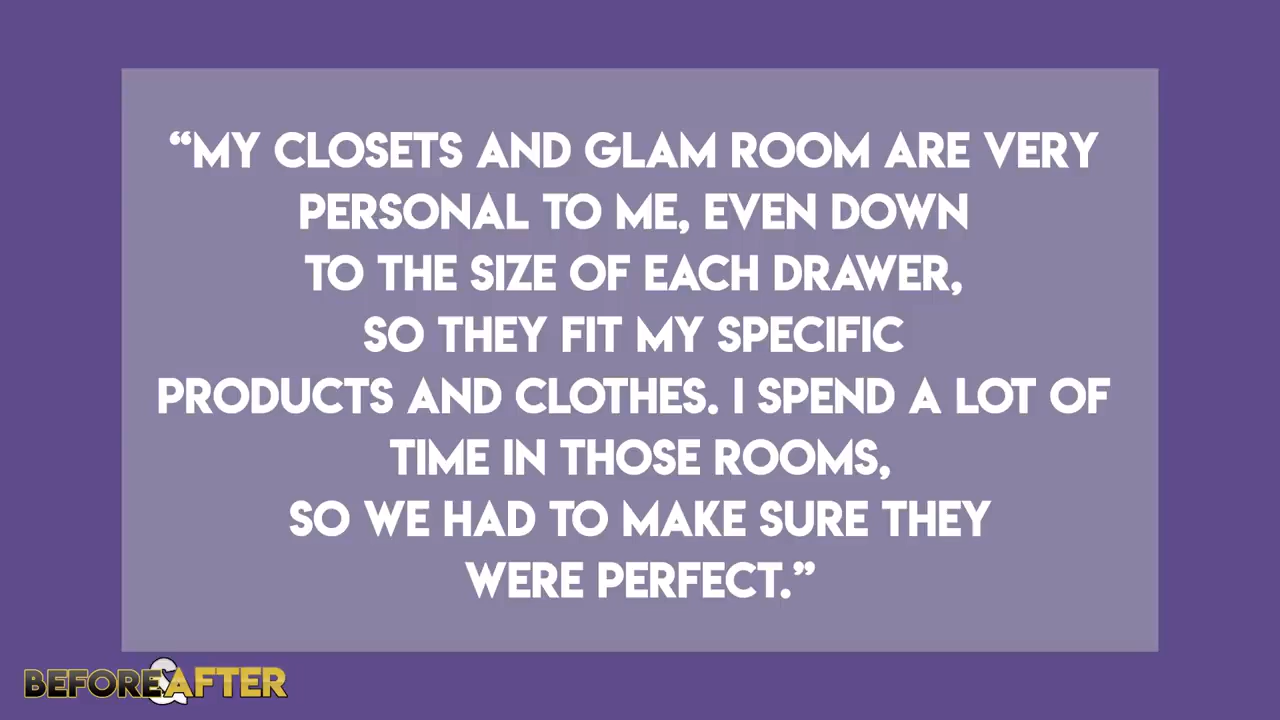 “MY CLOSETS AND GLAM ROOM ARE VERY
PERSONAL TO ME, EVEN DOWN
TO THE SIZE OF EACH DRAWER,
SO THEY FIT MY SPECIFIC
PRODUCTS AND CLOTHES. I SPEND A LOT OF
TIME IN THOSE ROOMS,
SO WE HAD TO MAKE SURE THEY
WERE PERFECT.”
BEFORE&AFTER